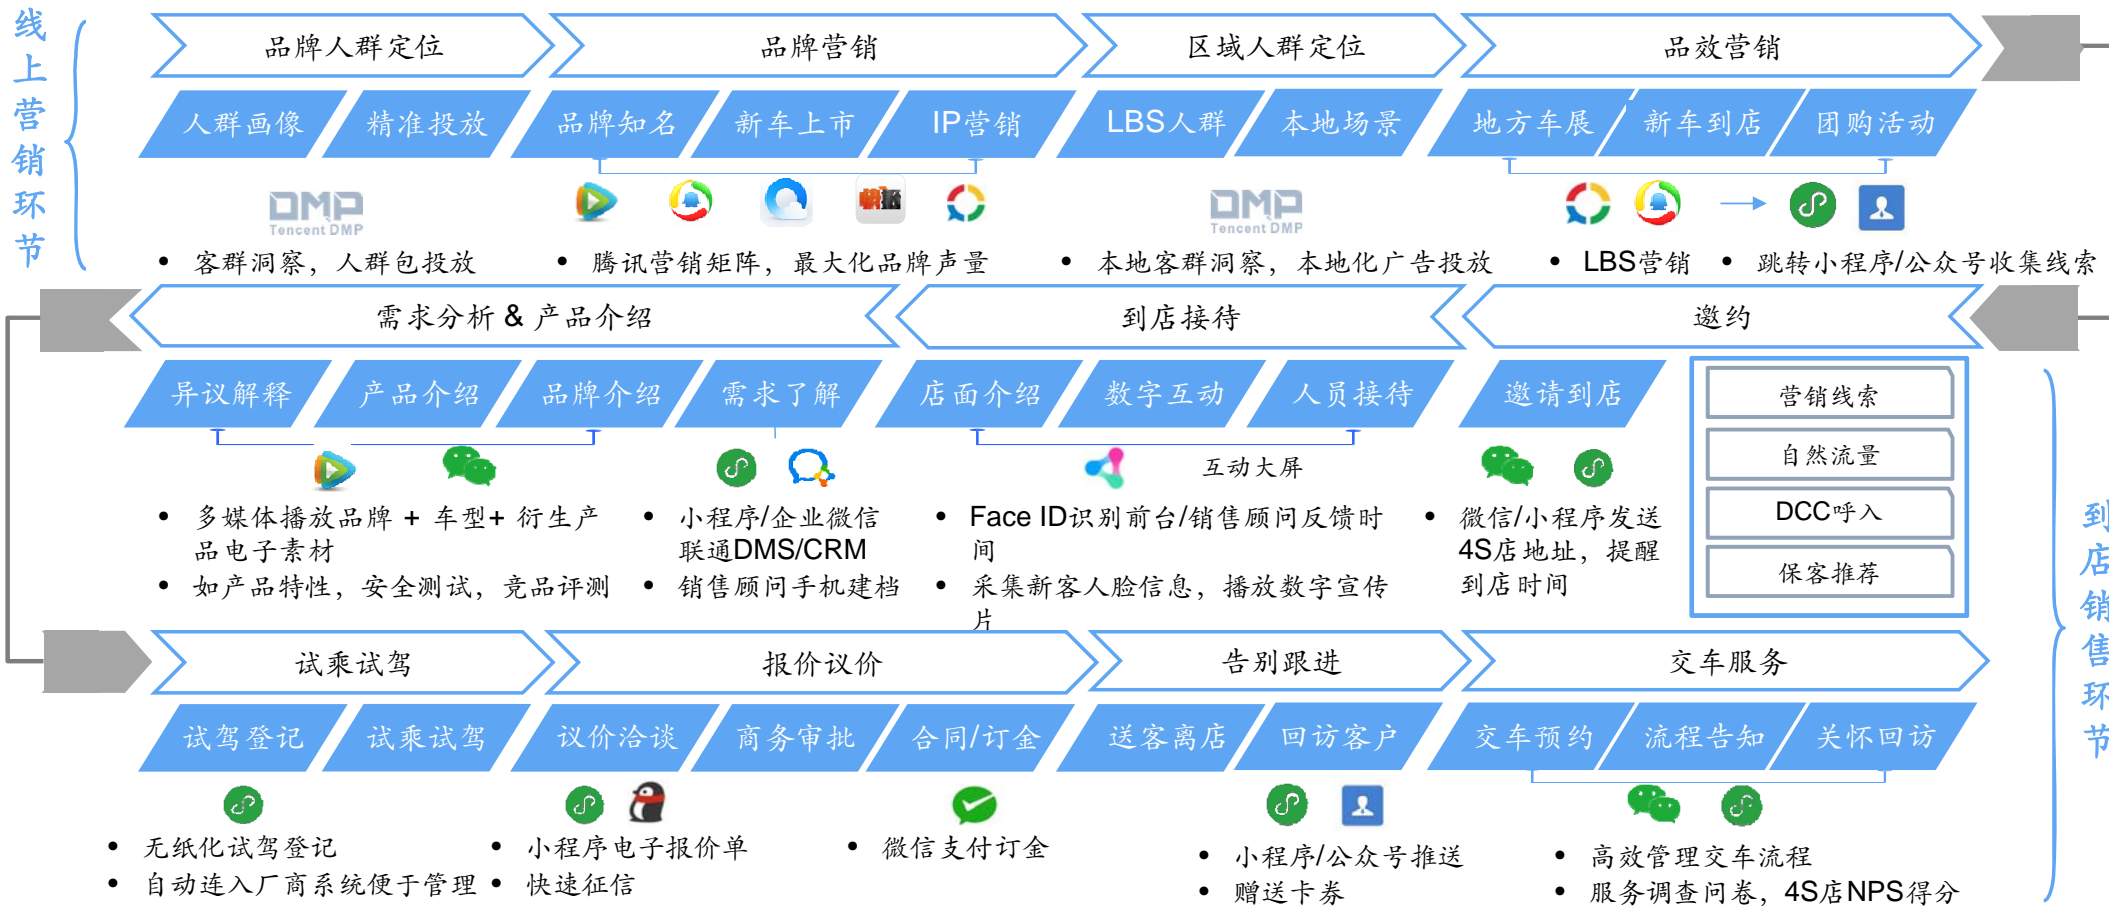 线上营销环节
品牌人群定位
品牌营销
区域人群定位
品效营销
人群画像
精准投放
品牌知名
新车上市
IP营销
LBS人群
本地场景
地方车展
新车到店
团购活动
DMP
Tencent DMP
快报
DMP
Tencent DMP
• 客群洞察，人群包投放
• 腾讯营销矩阵，最大化品牌声量
• 本地客群洞察，本地化广告投放
• LBS营销
• 跳转小程序/公众号收集线索
需求分析 & 产品介绍
到店接待
邀约
异议解释
产品介绍
品牌介绍
需求了解
店面介绍
数字互动
人员接待
邀请到店
营销线索
自然流量
DCC呼入
保客推荐
互动大屏
• 多媒体播放品牌 + 车型+ 衍生产
品电子素材
• 如产品特性，安全测试，竞品评测
• 小程序/企业微信
联通DMS/CRM
• 销售顾问手机建档
• Face ID识别前台/销售顾问反馈时
间
• 采集新客人脸信息，播放数字宣传
片
• 微信/小程序发送
4S店地址，提醒
到店时间
到店销售环节
试乘试驾
报价议价
告别跟进
交车服务
试驾登记
试乘试驾
议价洽谈
商务审批
合同/订金
送客离店
回访客户
交车预约
流程告知
关怀回访
• 无纸化试驾登记
• 自动连入厂商系统便于管理
• 小程序电子报价单
• 快速征信
• 微信支付订金
• 小程序/公众号推送
• 赠送卡券
• 高效管理交车流程
• 服务调查问卷，4S店NPS得分